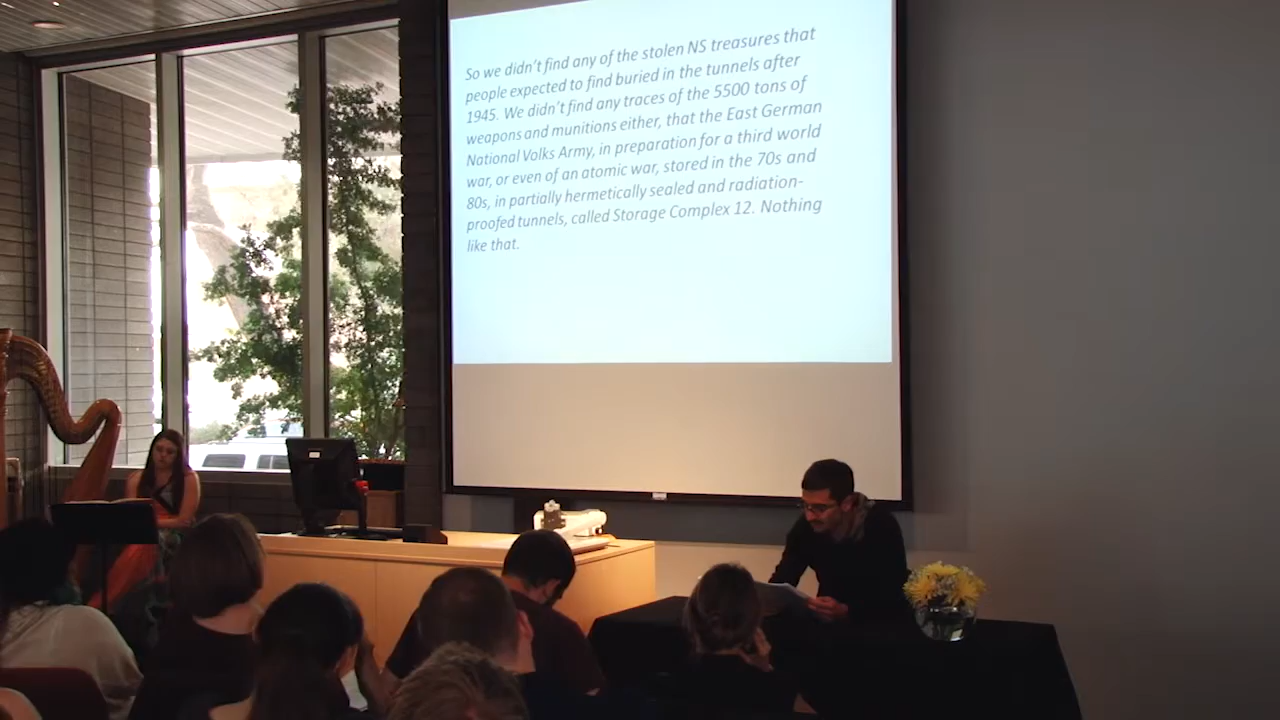 So we didn't find any of the stolen NS treasures that
people expected to find buried in the tunnels after
1945. We didn't find any traces of the 5500 tons of
weapons and munitions either, that the East German
National Volks Army, in preparation for a third world
war, or even of an atomic war, stored in the 70s and
80s, in partially hermetically sealed and radiation-
proofed tunnels, called Storage Complex 12. Nothing
like that.